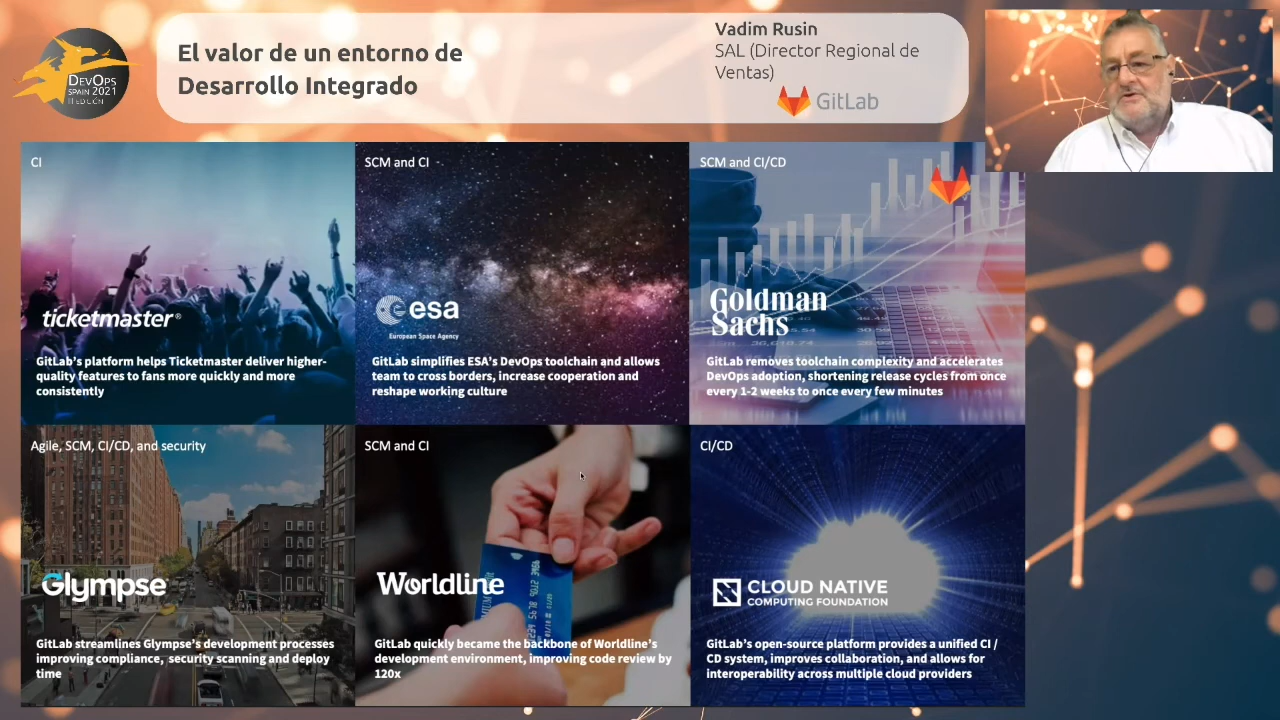 DEVOPS
SPAIN 2021
III EDICIÓN
El valor de un entorno de
Desarrollo Integrado
Vadim Rusin
SAL (Director Regional de
Ventas)
GitLab
CI
ticketmaster®
GitLab's platform helps Ticketmaster deliver higher-
quality features to fans more quickly and more
consistently
SCM and CI
esa
European Space Agency
GitLab simplifies ESA's DevOps toolchain and allows
team to cross borders, increase cooperation and
reshape working culture
SCM and CI/CD
Goldman
Sachs
GitLab removes toolchain complexity and accelerates
DevOps adoption, shortening release cycles from once
every 1-2 weeks to once every few minutes
Agile, SCM, CI/CD, and security
Glympse
GitLab streamlines Glympse's development processes
improving compliance, security scanning and deploy
time
SCM and CI
Worldline
GitLab quickly became the backbone of Worldline's
development environment, improving code review by
120x
CI/CD
CLOUD NATIVE
COMPUTING FOUNDATION
GitLab's open-source platform provides a unified CI /
CD system, improves collaboration, and allows for
interoperability across multiple cloud providers